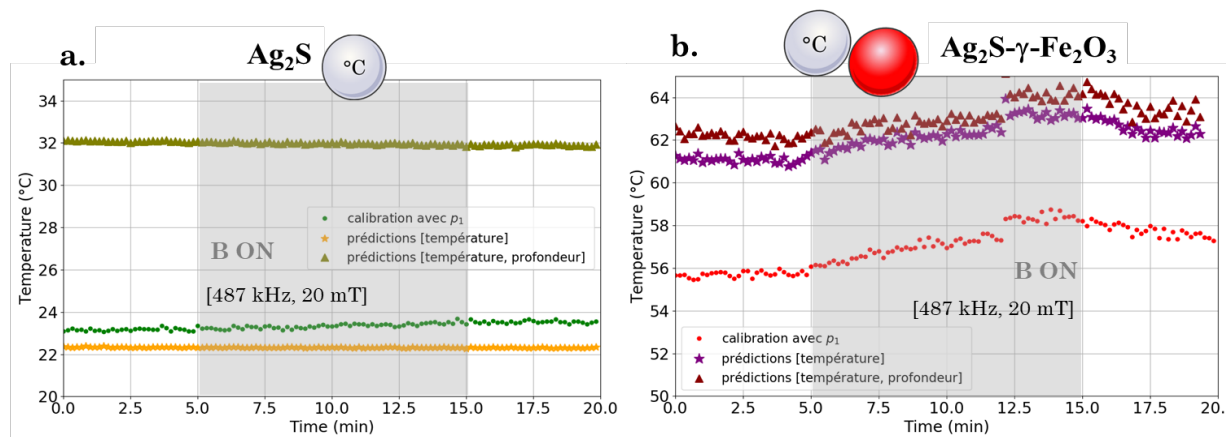 a.
Ag₂S
°C
Temperature (°C)
34
32
30
28
26
24
22
20
calibration avec p₁
prédictions [température]
prédictions [température, profondeur]
B ON
[487 kHz, 20 mT]
0.0 2.5 5.0 7.5 10.0 12.5 15.0 17.5 20.
Time (min)
b.
°C
Ag₂S-γ-Fe₂O₃
Temperature (°C)
64
62
60
58
56
54
52
50
B ON
[487 kHz, 20 mT]
calibration avec p₁
prédictions [température]
prédictions [température, profondeur]
0.0 2.5 5.0 7.5 10.0 12.5 15.0 17.5 20.
Time (min)